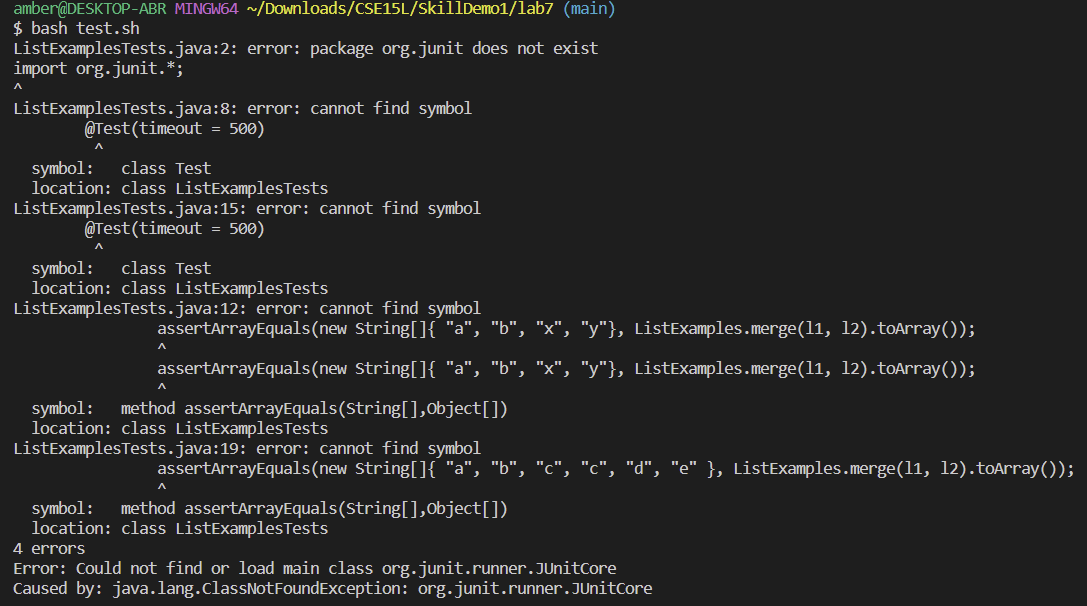 amber@DESKTOP-ABR MINGW64 ~/Downloads/CSE15L/SkillDemo1/lab7 (main)
$ bash test.sh
ListExamplesTests.java:2: error: package org.junit does not exist
import org.junit.*;
^
ListExamplesTests.java:8: error: cannot find symbol
        @Test(timeout = 500)
         ^
  symbol:   class Test
  location: class ListExamplesTests
ListExamplesTests.java:15: error: cannot find symbol
        @Test(timeout = 500)
         ^
  symbol:   class Test
  location: class ListExamplesTests
ListExamplesTests.java:12: error: cannot find symbol
                assertArrayEquals(new String[]{ "a", "b", "x", "y"}, ListExamples.merge(l1, l2).toArray());
                ^
                assertArrayEquals(new String[]{ "a", "b", "x", "y"}, ListExamples.merge(l1, l2).toArray());
                ^
  symbol:   method assertArrayEquals(String[],Object[])
  location: class ListExamplesTests
ListExamplesTests.java:19: error: cannot find symbol
                assertArrayEquals(new String[]{ "a", "b", "c", "c", "d", "e" }, ListExamples.merge(l1, l2).toArray());
                ^
  symbol:   method assertArrayEquals(String[],Object[])
  location: class ListExamplesTests
4 errors
Error: Could not find or load main class org.junit.runner.JUnitCore
Caused by: java.lang.ClassNotFoundException: org.junit.runner.JUnitCore